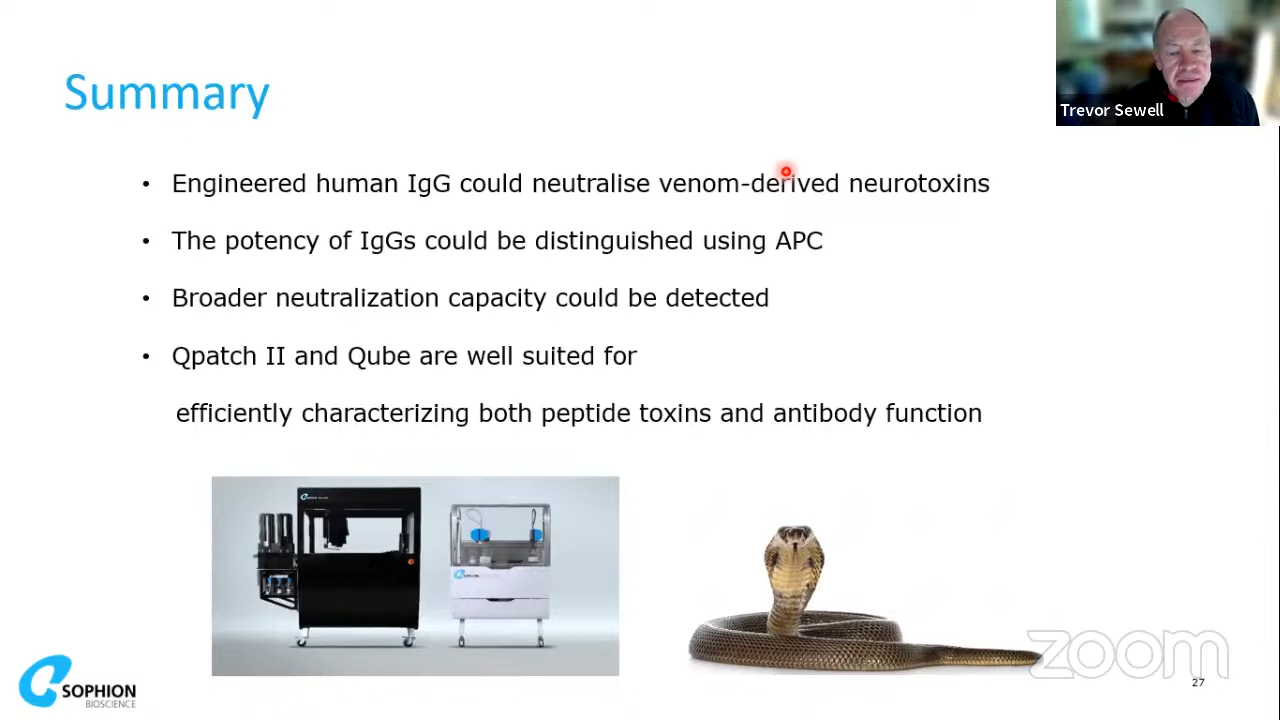 Summary
Trevor Sewell
• Engineered human IgG could neutralise venom-derived neurotoxins
• The potency of IgGs could be distinguished using APC
• Broader neutralization capacity could be detected
• Qpatch II and Qube are well suited for
efficiently characterizing both peptide toxins and antibody function
zoom
SOPHION
BIOSCIENCE
27